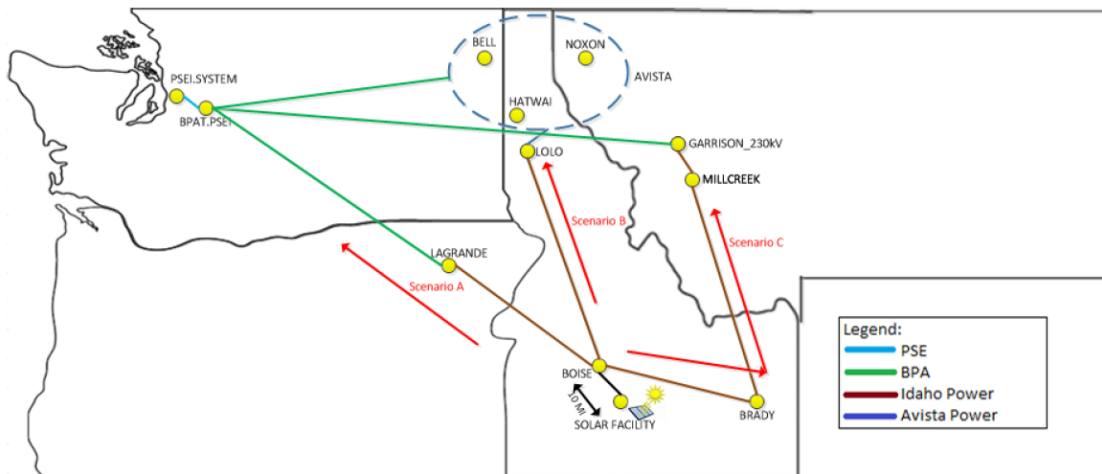 BELL
NOXON
PSEI.SYSTEM
AVISTA
BPAT.PSEI
HATWAI
LOLO
GARRISON_230kV
MILLCREEK
Scenario B
Scenario C
LAGRANDE
Scenario A
BOISE
10 MI
SOLAR FACILITY
BRADY
Legend:
PSE
BPA
Idaho Power
Avista Power